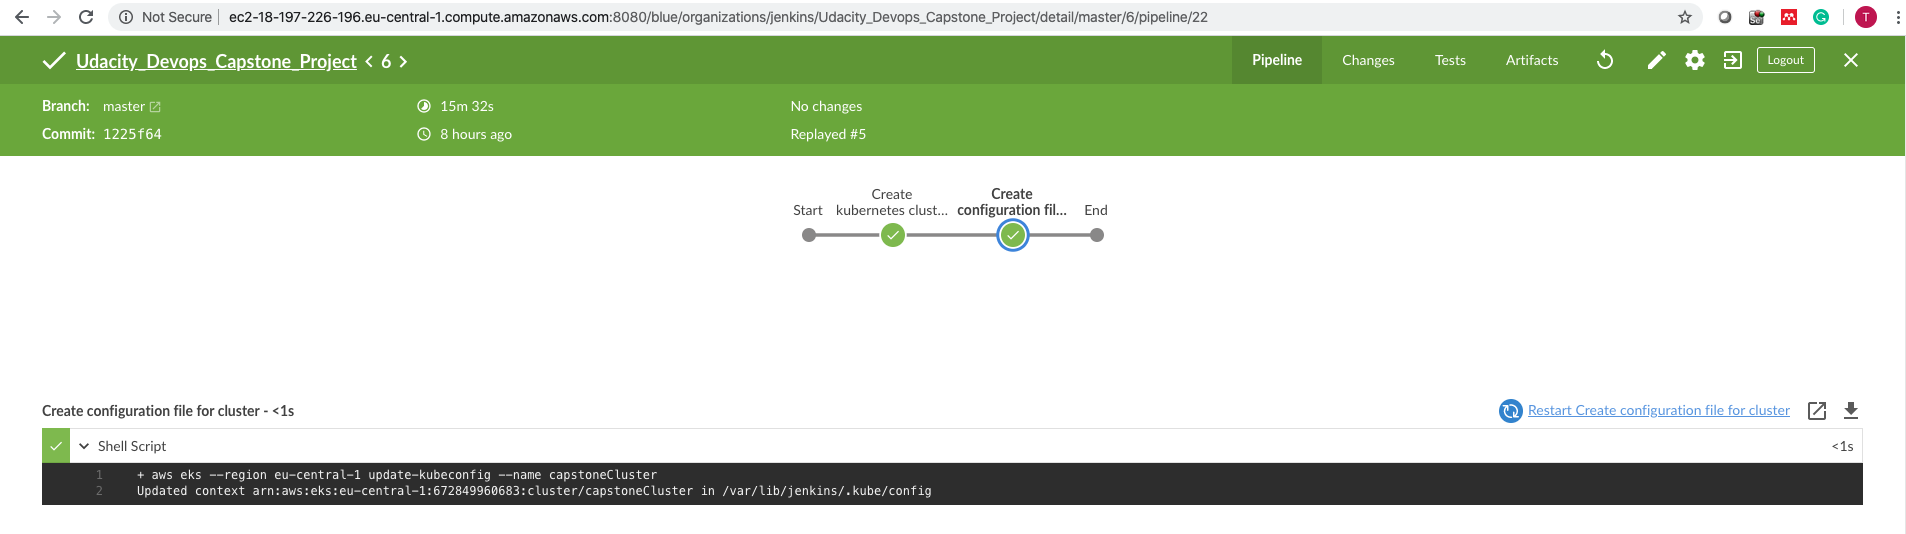 Not Secure ec2-18-197-226-196.eu-central-1.compute.amazonaws.com:8080/blue/organizations/jenkins/Udacity_Devops_Capstone_Project/detail/master/6/pipeline/22
T
Udacity_Devops_Capstone_Project < 6 >
Pipeline Changes Tests Artifacts Logout
Branch: master 15m 32s No changes
Commit: 1225f64 8 hours ago Replayed #5
Create Create
Start kubernetes clust... configuration fil... End
Create configuration file for cluster - <1s Restart Create configuration file for cluster
Shell Script <1s
1 + aws eks --region eu-central-1 update-kubeconfig --name capstoneCluster
2 Updated context arn:aws:eks:eu-central-1:672849960683:cluster/capstoneCluster in /var/lib/jenkins/.kube/config